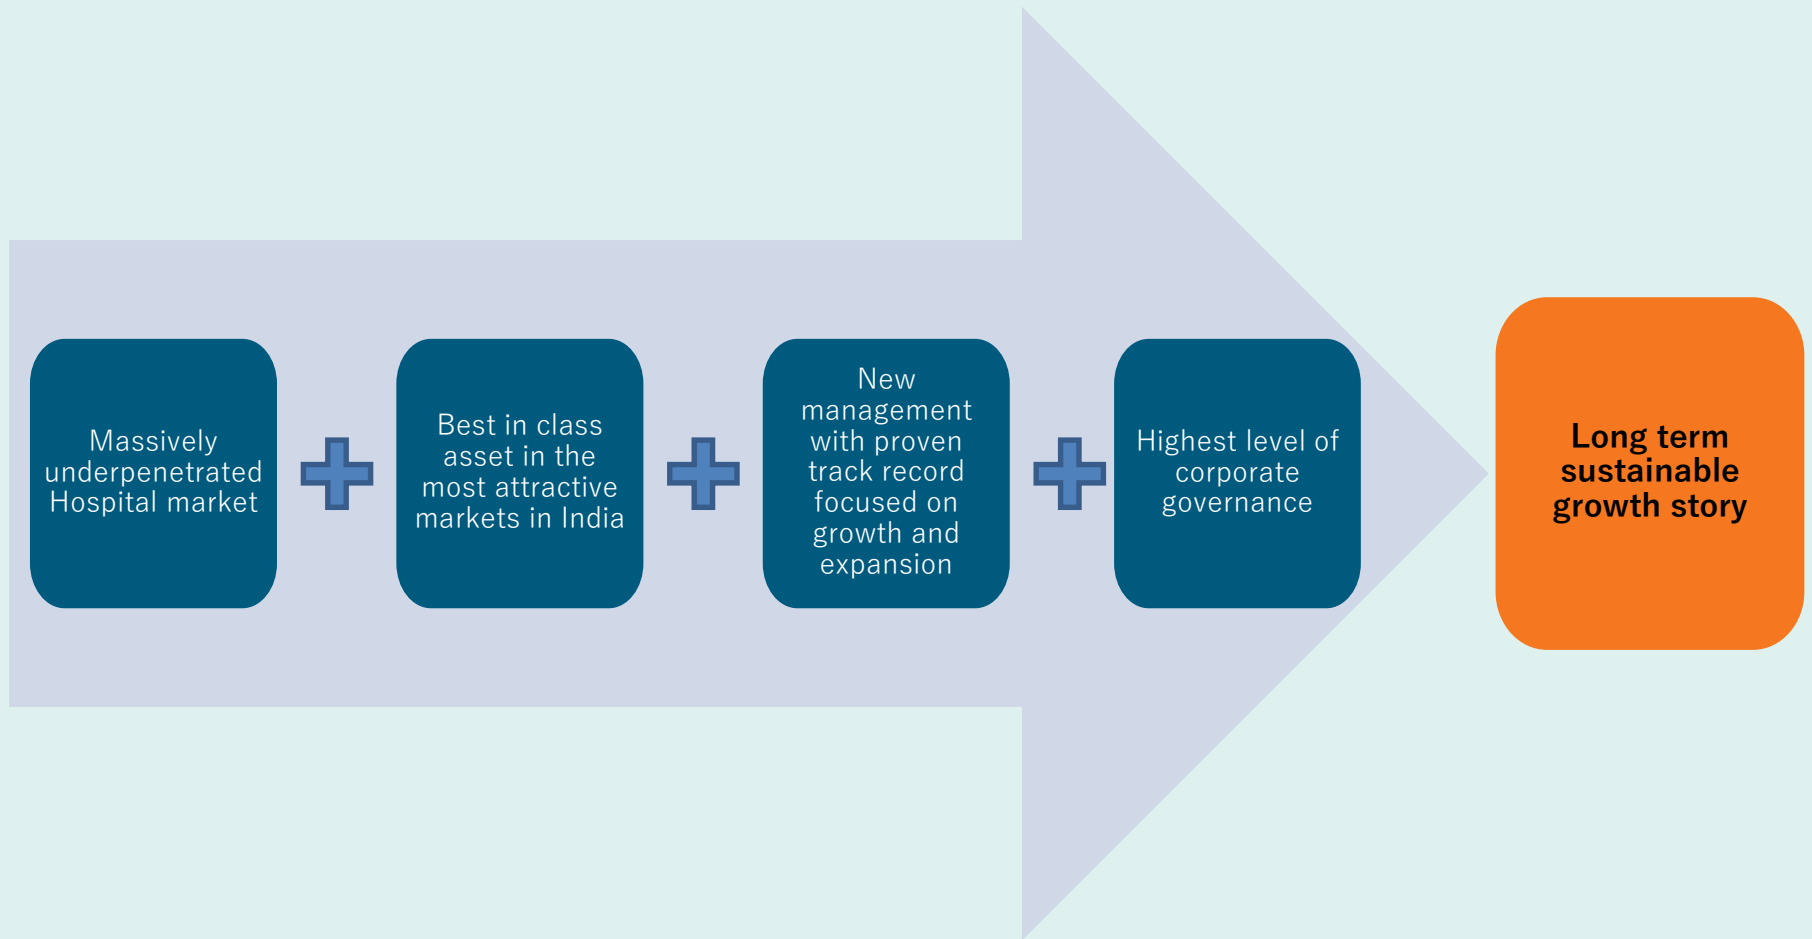 Massively
underpenetrated
Hospital market
Best in class
asset in the
most attractive
markets in India
New
management
with proven
track record
focused on
growth and
expansion
Highest level of
corporate
governance
Long term
sustainable
growth story